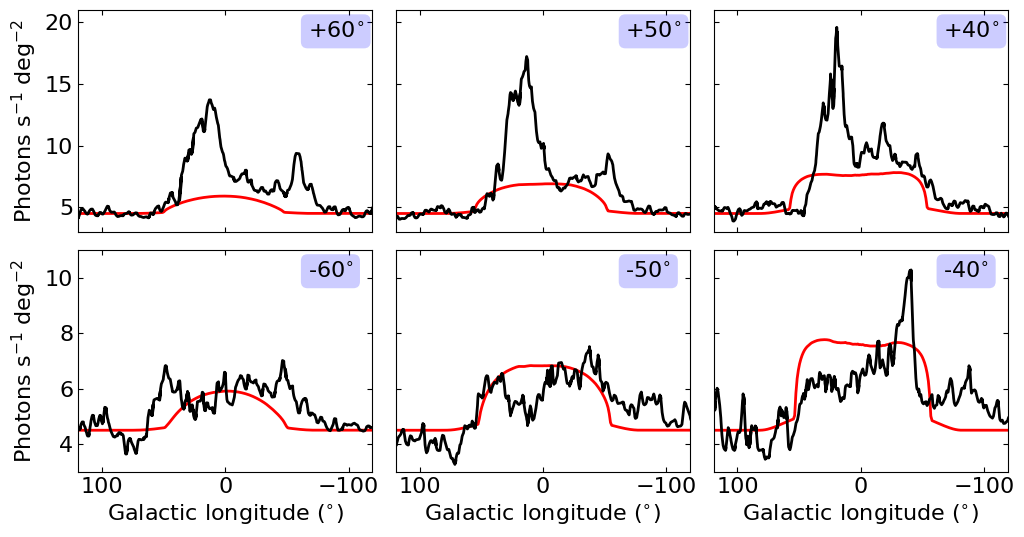 Photons s⁻¹ deg⁻²
20
15
10
5
+60°
+50°
+40°
Photons s⁻¹ deg⁻²
10
8
6
4
-60°
-50°
-40°
100 0 −100
100 0 −100
100 0 −100
Galactic longitude (°)
Galactic longitude (°)
Galactic longitude (°)